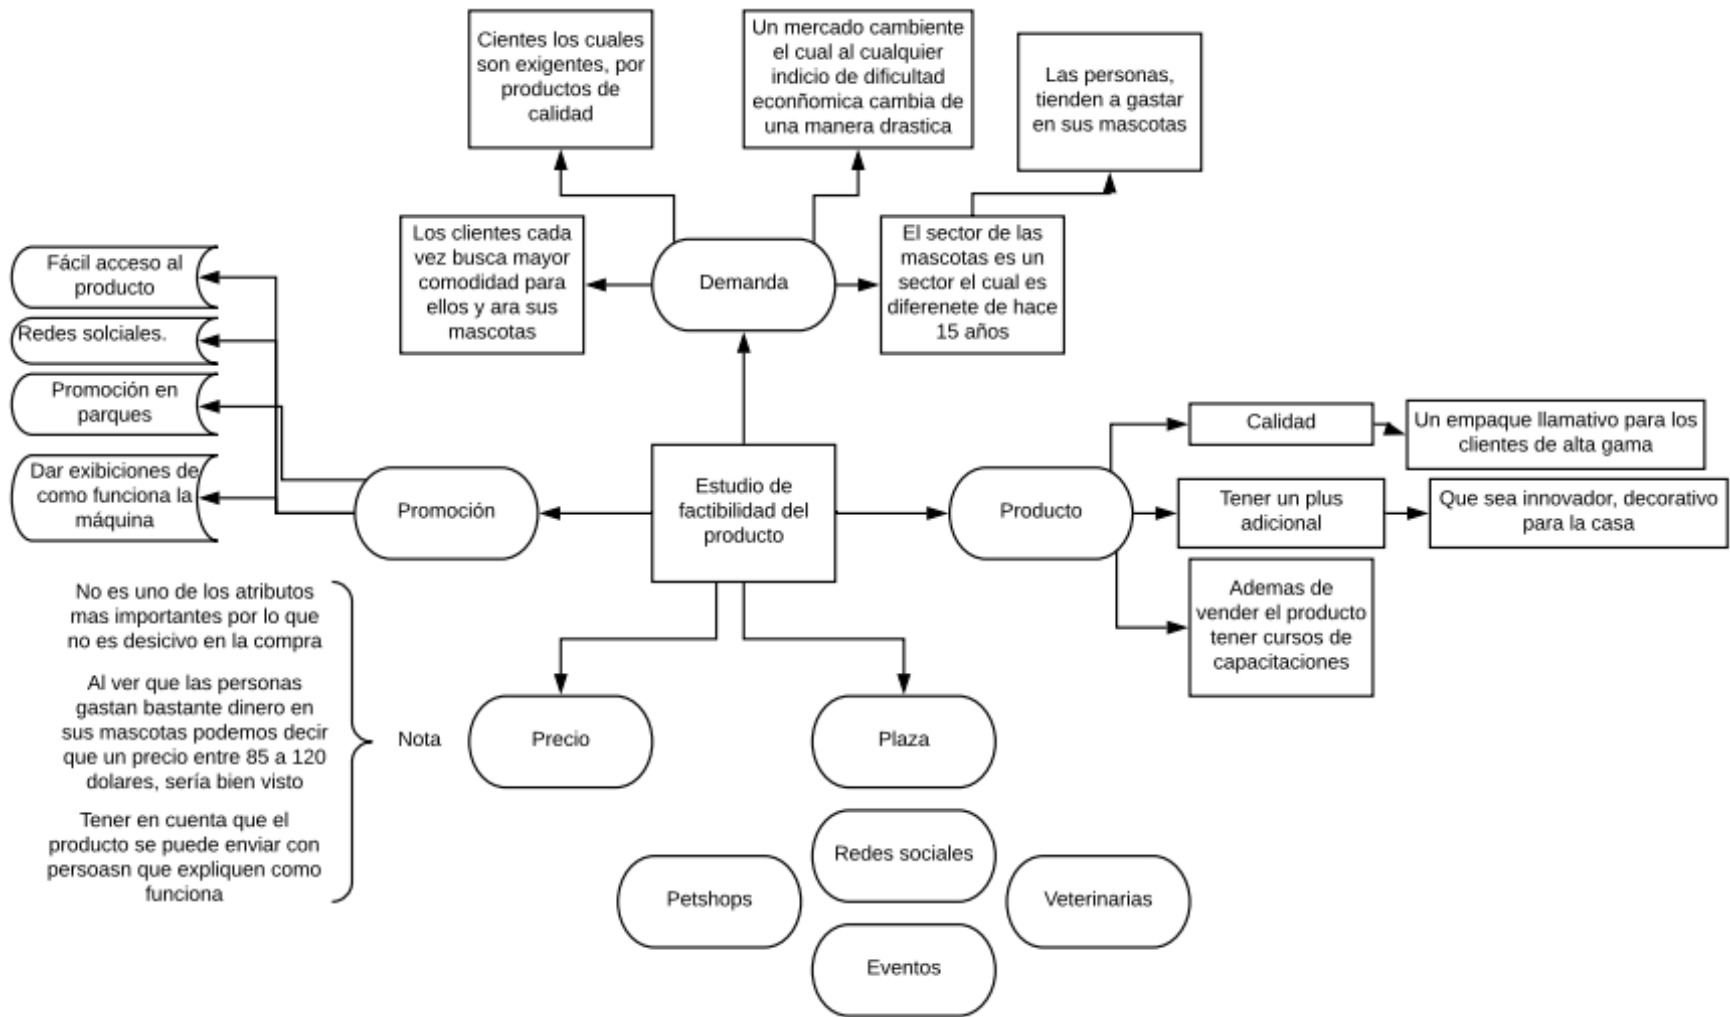 Cientes los cuales
son exigentes, por
productos de
calidad
Un mercado cambiente
el cual al cualquier
indicio de dificultad
econñomica cambia de
una manera drastica
Las personas,
tienden a gastar
en sus mascotas
Los clientes cada
vez busca mayor
comodidad para
ellos y ara sus
mascotas
Demanda
El sector de las
mascotas es un
sector el cual es
diferenete de hace
15 años
Fácil acceso al
producto
Redes solciales.
Promoción en
parques
Dar exibiciones de
como funciona la
máquina
Promoción
Estudio de
factibilidad del
producto
Producto
Calidad
Un empaque llamativo para los
clientes de alta gama
Tener un plus
adicional
Que sea innovador, decorativo
para la casa
Ademas de
vender el producto
tener cursos de
capacitaciones
No es uno de los atributos
mas importantes por lo que
no es desicivo en la compra
Al ver que las personas
gastan bastante dinero en
sus mascotas podemos decir
que un precio entre 85 a 120
dolares, sería bien visto
Tener en cuenta que el
producto se puede enviar con
persoasn que expliquen como
funciona
Nota
Precio
Plaza
Redes sociales
Petshops
Veterinarias
Eventos